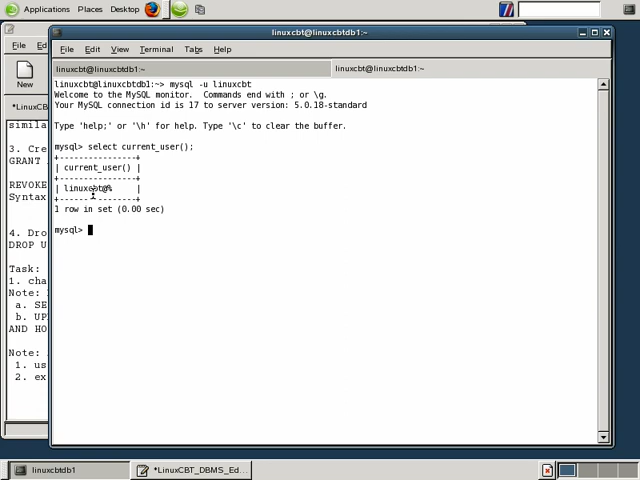 Applications Places Desktop
linuxcbt@linuxcbtdb1:~
File Edit View Terminal Tabs Help
linuxcbt@linuxcbtdb1:~ linuxcbt@linuxcbtdb1:~
linuxcbt@linuxcbtdb1:~> mysql -u linuxcbt
Welcome to the MySQL monitor.  Commands end with ; or \g.
Your MySQL connection id is 17 to server version: 5.0.18-standard
Type 'help;' or '\h' for help. Type '\c' to clear the buffer.
mysql> select current_user();
+----------------+
| current_user() |
+----------------+
| linuxcbt@%     |
+----------------+
1 row in set (0.00 sec)
mysql>
File Ed
New
*LinuxCB
simila
3. Cre
GRANT
REVOKE
Syntax
4. Dro
DROP U
Task:
1. cha
Note:
a. SE
b. UP
AND HO
Note:
1. us
2. ex
linuxcbtdb1 *LinuxCBT_DBMS_Ed...